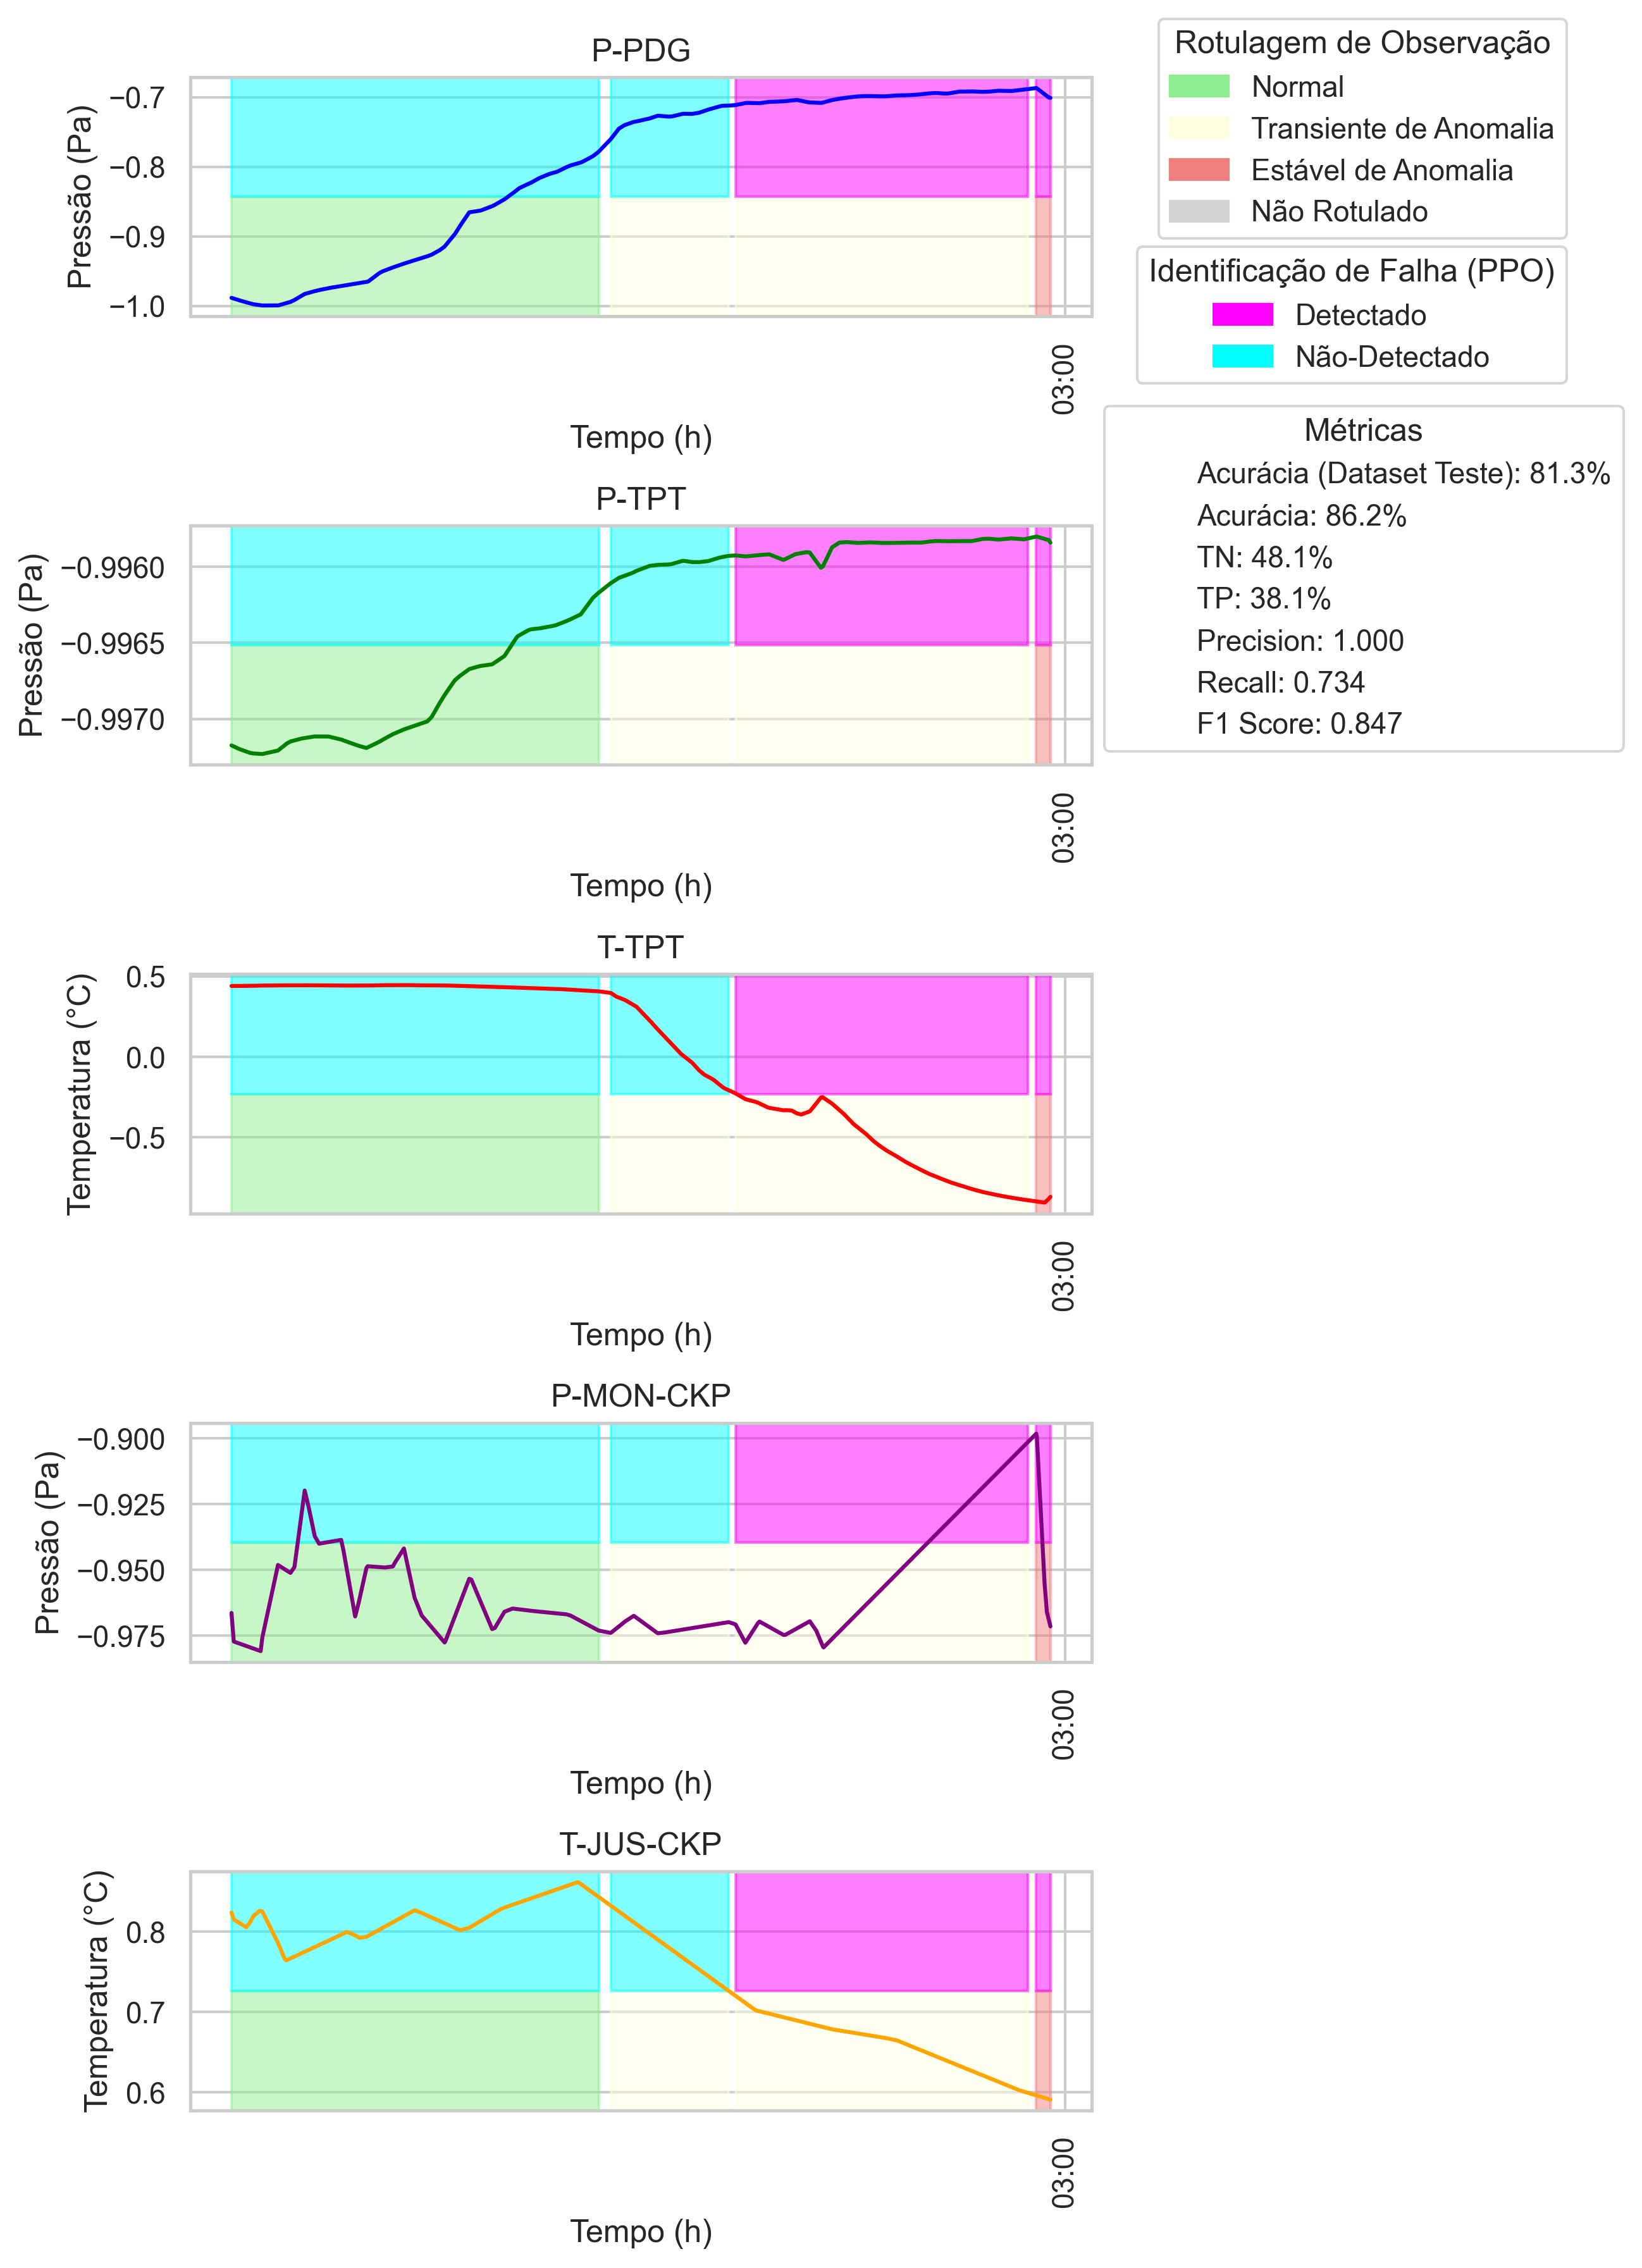 P-PDG
Pressão (Pa)
−0.7
−0.8
−0.9
−1.0
03:00
Tempo (h)
Rotulagem de Observação
Normal
Transiente de Anomalia
Estável de Anomalia
Não Rotulado
Identificação de Falha (PPO)
Detectado
Não-Detectado
Métricas
Acurácia (Dataset Teste): 81.3%
Acurácia: 86.2%
TN: 48.1%
TP: 38.1%
Precision: 1.000
Recall: 0.734
F1 Score: 0.847
P-TPT
Pressão (Pa)
−0.9960
−0.9965
−0.9970
03:00
Tempo (h)
T-TPT
Temperatura (°C)
0.5
0.0
−0.5
03:00
Tempo (h)
P-MON-CKP
Pressão (Pa)
−0.900
−0.925
−0.950
−0.975
03:00
Tempo (h)
T-JUS-CKP
Temperatura (°C)
0.8
0.7
0.6
03:00
Tempo (h)